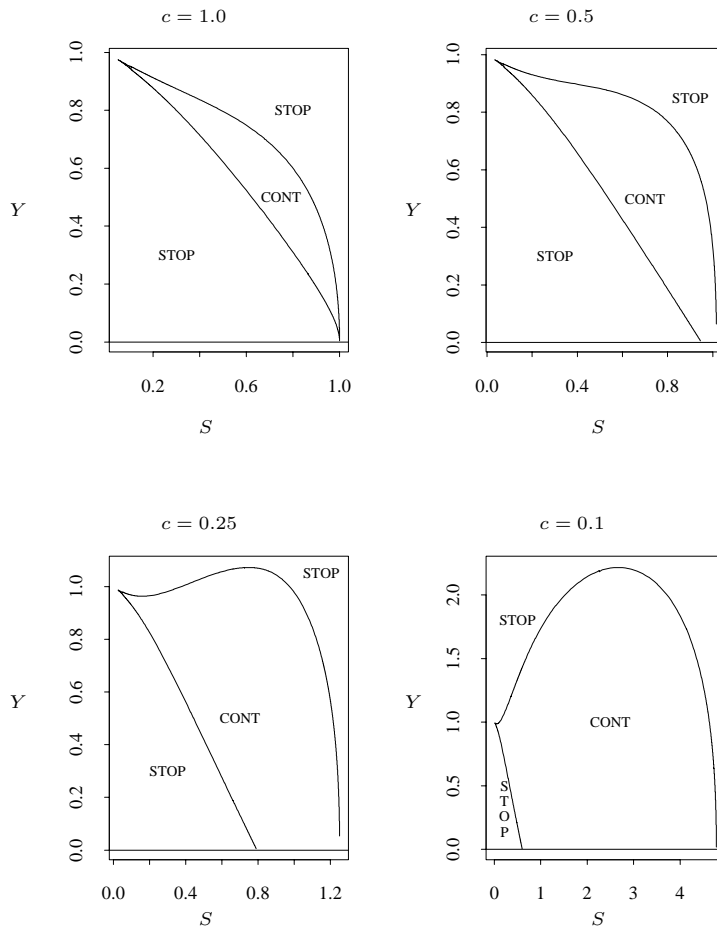 c = 1.0
STOP
CONT
STOP
Y
0.0 0.2 0.4 0.6 0.8 1.0
0.2 0.6 1.0
S
c = 0.5
STOP
CONT
STOP
Y
0.0 0.2 0.4 0.6 0.8 1.0
0.0 0.4 0.8
S
c = 0.25
STOP
CONT
STOP
Y
0.0 0.2 0.4 0.6 0.8 1.0
0.0 0.4 0.8 1.2
S
c = 0.1
STOP
CONT
STOP
Y
0.0 0.5 1.0 1.5 2.0
0 1 2 3 4
S